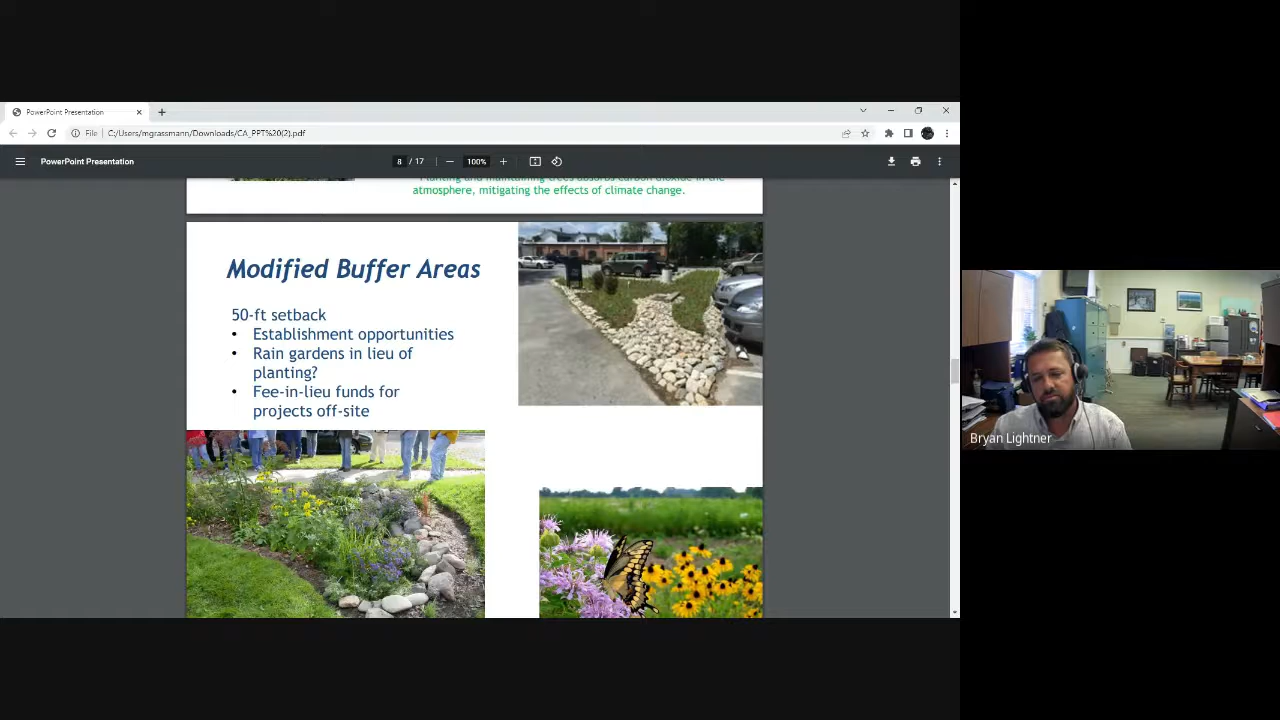 PowerPoint Presentation
File C:/Users/mgrassmann/Downloads/CA_PPT%20(2).pdf
PowerPoint Presentation
8 / 17
100%
Planting and maintaining trees absorbs carbon dioxide in the
atmosphere, mitigating the effects of climate change.
Modified Buffer Areas
50-ft setback
• Establishment opportunities
• Rain gardens in lieu of
planting?
• Fee-in-lieu funds for
projects off-site
Bryan Lightner